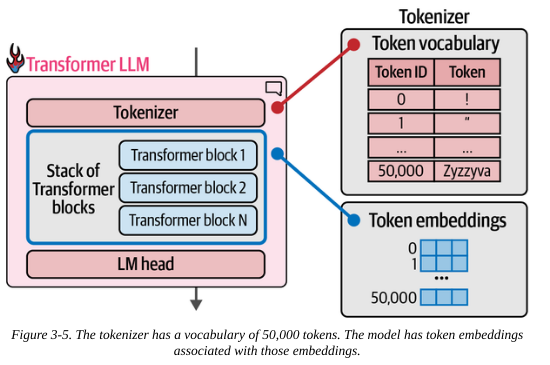 Transformer LLM
Tokenizer
Stack of
Transformer
blocks
Transformer block 1
Transformer block 2
Transformer block N
LM head
Tokenizer
Token vocabulary
Token ID Token
0 !
1 "
... ...
50,000 Zyzzyva
Token embeddings
0
1
...
50,000
Figure 3-5. The tokenizer has a vocabulary of 50,000 tokens. The model has token embeddings
associated with those embeddings.